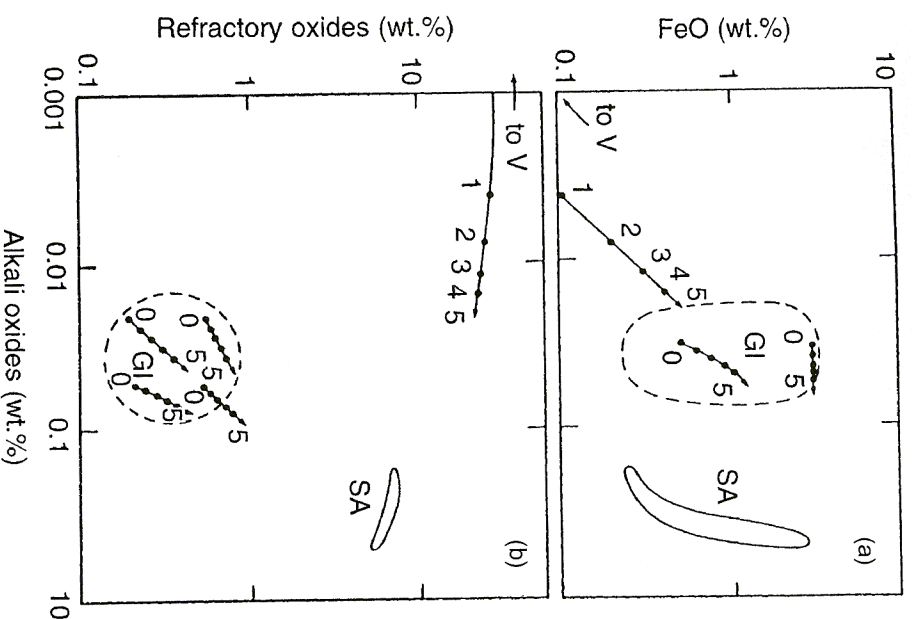 FeO (wt.%)
10
1
0.1
(a)
0 5
GI
SA
0 5
to V
1 2 3 4 5
Refractory oxides (wt.%)
10
1
0.1
(b)
to V
1 2 3 4 5
SA
0 5
0 5
0 5
GI
0 5
0.001
0.01
0.1
10
Alkali oxides (wt.%)